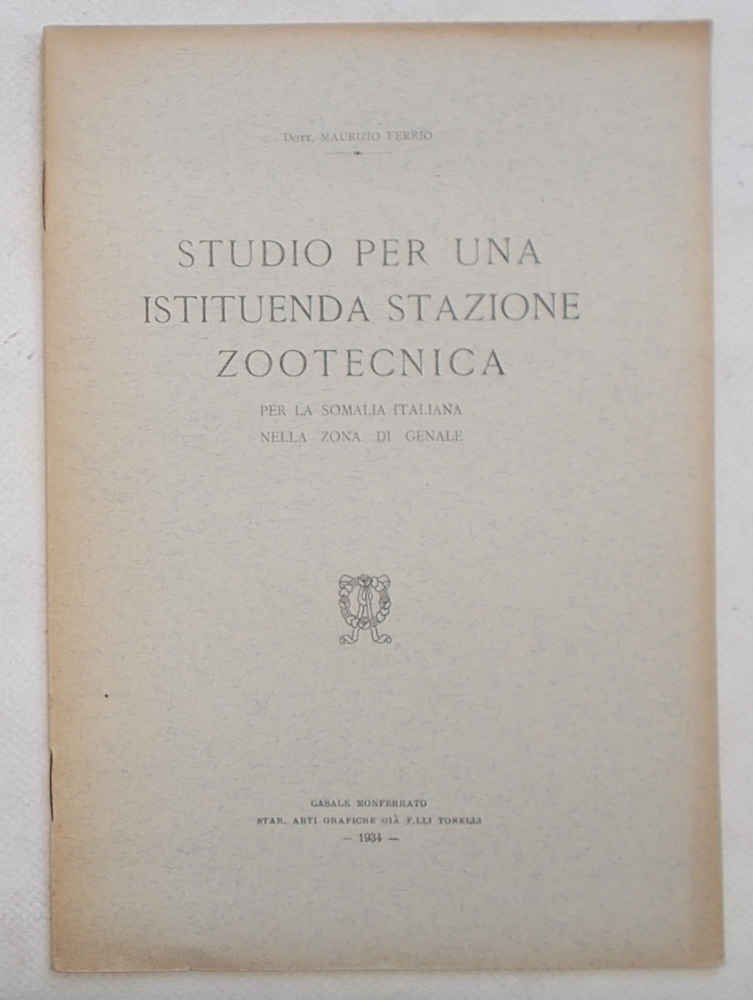 Dott. MAURIZIO FERRIO
STUDIO PER UNA
ISTITUENDA STAZIONE
ZOOTECNICA
PER LA SOMALIA ITALIANA
NELLA ZONA DI GENALE
CASALE MONFERRATO
STAB. ARTI GRAFICHE GIÀ F.LLI TORELLI
— 1934 —